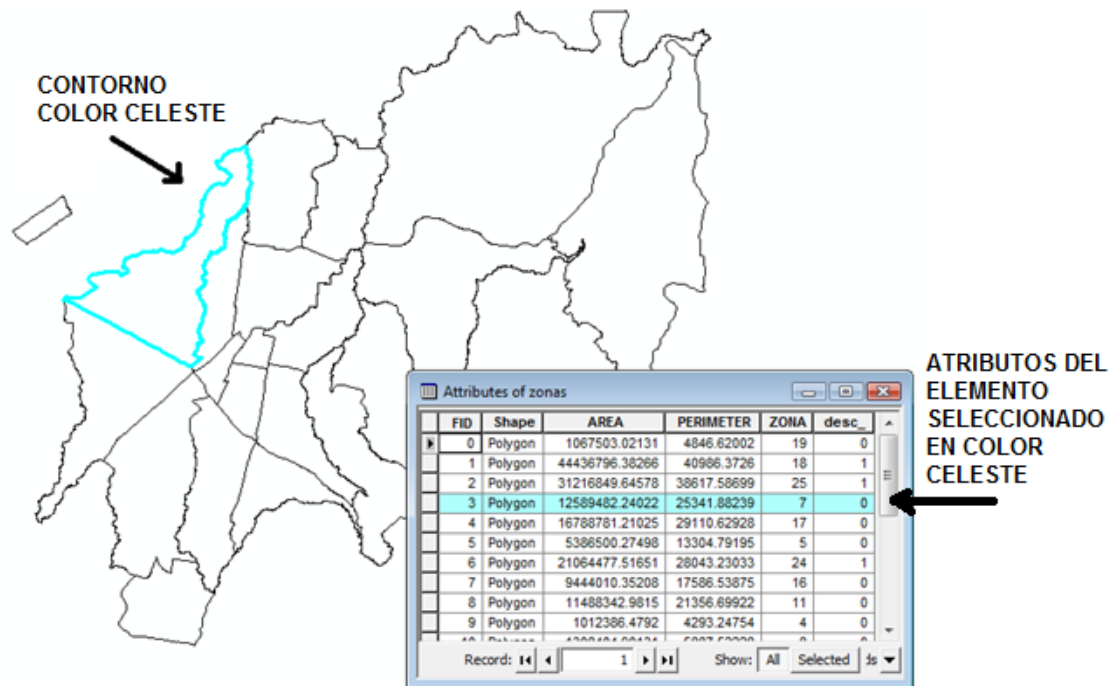 CONTORNO
COLOR CELESTE
ATRIBUTOS DEL
ELEMENTO
SELECCIONADO
EN COLOR
CELESTE
Attributes of zonas
FID Shape AREA PERIMETER ZONA desc_
0 Polygon 1067503.02131 4846.62002 19 0
1 Polygon 44436796.38266 40986.3726 18 1
2 Polygon 31216849.64578 38617.58699 25 1
3 Polygon 12589482.24022 25341.88239 7 0
4 Polygon 16788781.21025 29110.62928 17 0
5 Polygon 5386500.27498 13304.79195 5 0
6 Polygon 21064477.51651 28043.23033 24 1
7 Polygon 9444010.35208 17586.53875 16 0
8 Polygon 11488342.9815 21356.69922 11 0
9 Polygon 1012386.4792 4293.24754 4 0
Record: 1 Show: All Selected